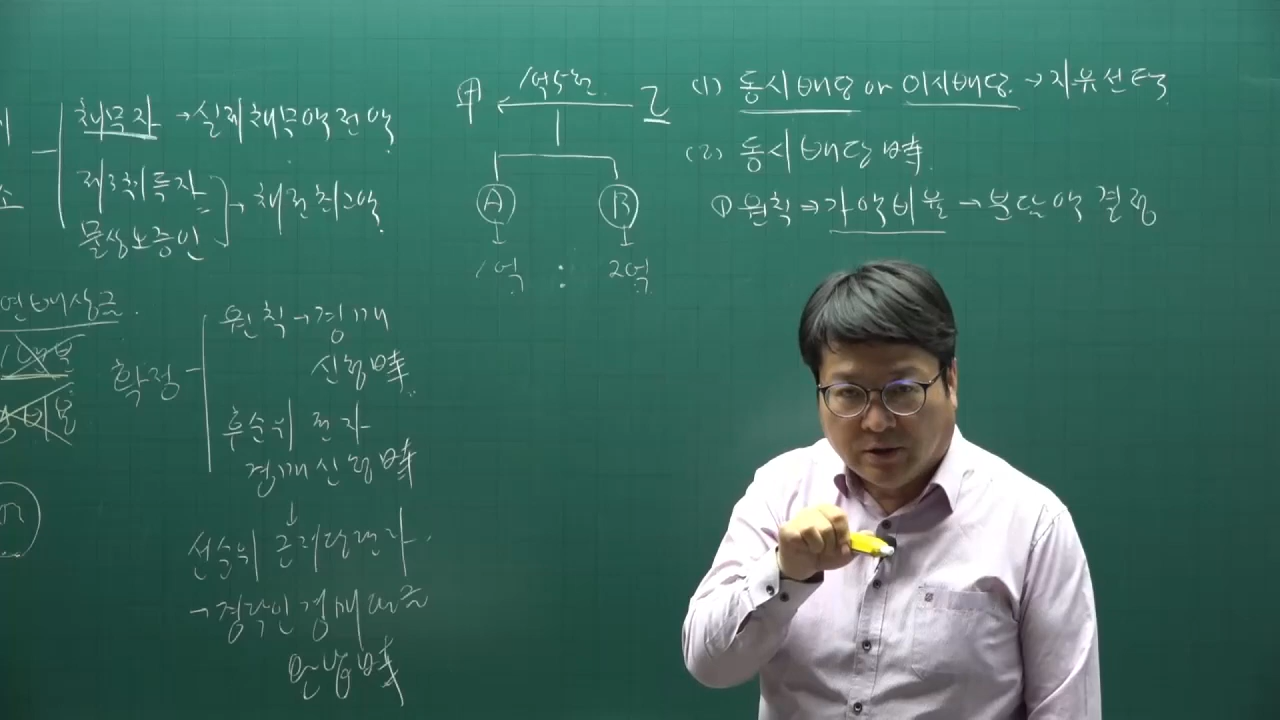 채무자 → 실제채무액전액
제3취득자
물상보증인
→ 채권최고액
확정
원칙 → 경매
신청時
후순위 전자
경매신청時
↓
선순위 근저당권자
→ 경락인 경매대금
완납時
甲
1억5천
乙
A
B
1억 : 2억
(1) 동시배당 or 이시배당 → 자유선택
(2) 동시배당時
① 원칙 ⇒ 가액비율 → 분담액 결정